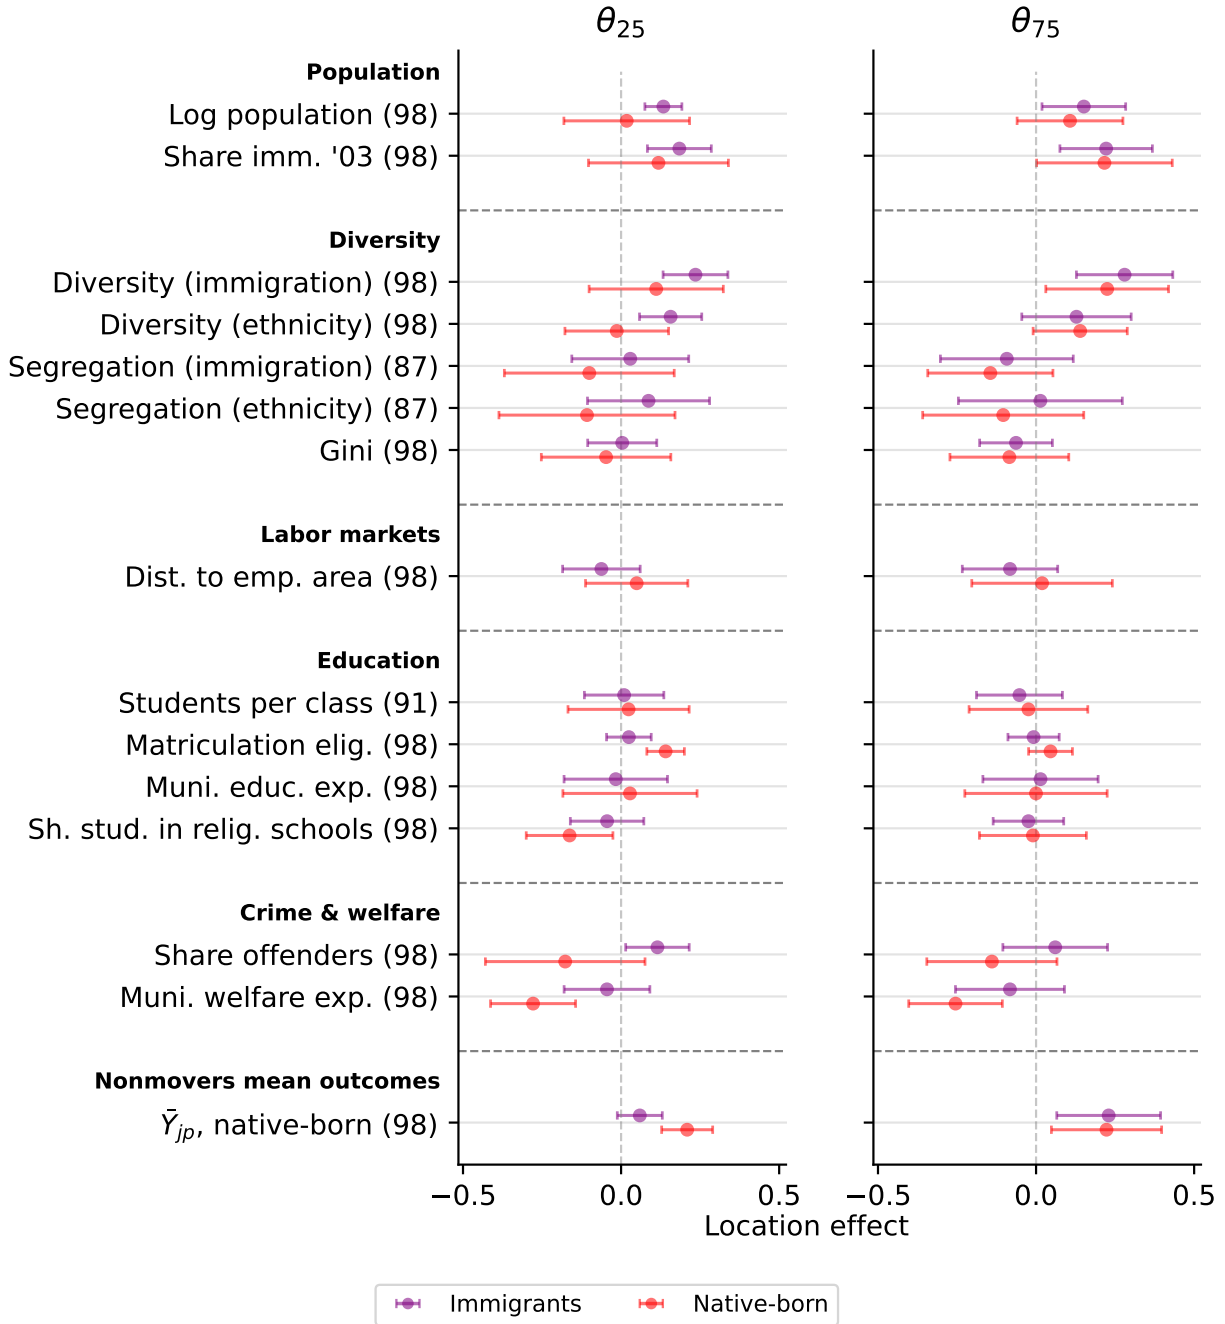 θ25 θ75
Population
Log population (98)
Share imm. '03 (98)
Diversity
Diversity (immigration) (98)
Diversity (ethnicity) (98)
Segregation (immigration) (87)
Segregation (ethnicity) (87)
Gini (98)
Labor markets
Dist. to emp. area (98)
Education
Students per class (91)
Matriculation elig. (98)
Muni. educ. exp. (98)
Sh. stud. in relig. schools (98)
Crime & welfare
Share offenders (98)
Muni. welfare exp. (98)
Nonmovers mean outcomes
Ȳjp, native-born (98)
−0.5 0.0 0.5 −0.5 0.0 0.5
Location effect
Immigrants Native-born